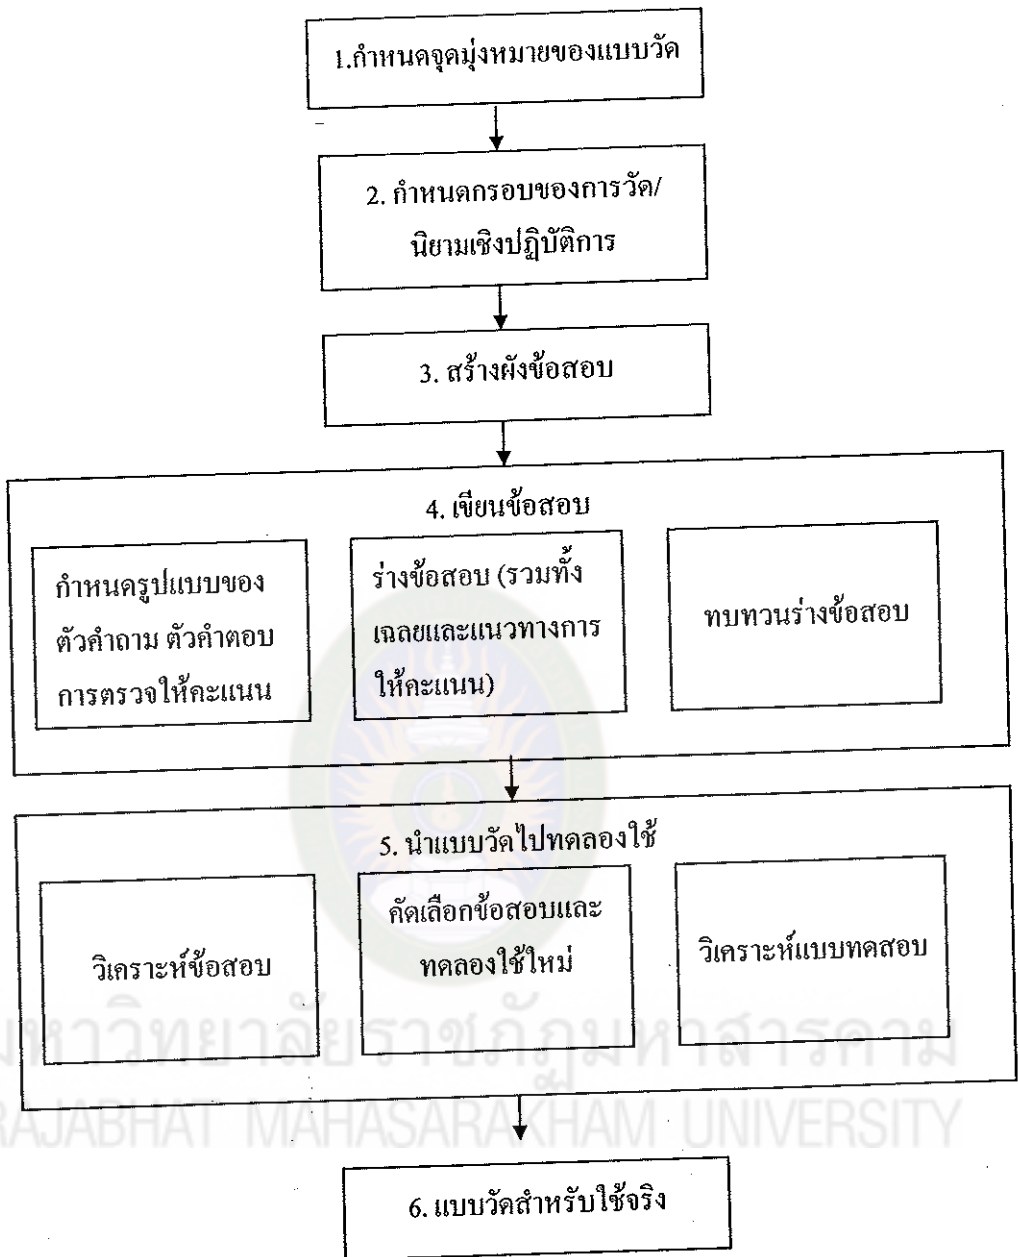 1.กำหนดจุดมุ่งหมายของแบบวัด
2. กำหนดกรอบของการวัด/
นิยามเชิงปฏิบัติการ
3. สร้างผังข้อสอบ
4. เขียนข้อสอบ
กำหนดรูปแบบของ
ตัวคำถาม ตัวคำตอบ
การตรวจให้คะแนน
ร่างข้อสอบ (รวมทั้ง
เฉลยและแนวทางการ
ให้คะแนน)
ทบทวนร่างข้อสอบ
5. นำแบบวัดไปทดลองใช้
วิเคราะห์ข้อสอบ
คัดเลือกข้อสอบและ
ทดลองใช้ใหม่
วิเคราะห์แบบทดสอบ
มหาวิทยาลัยราชภัฏมหาสารคาม
RAJABHAT MAHASARAKHAM UNIVERSITY
6. แบบวัดสำหรับใช้จริง